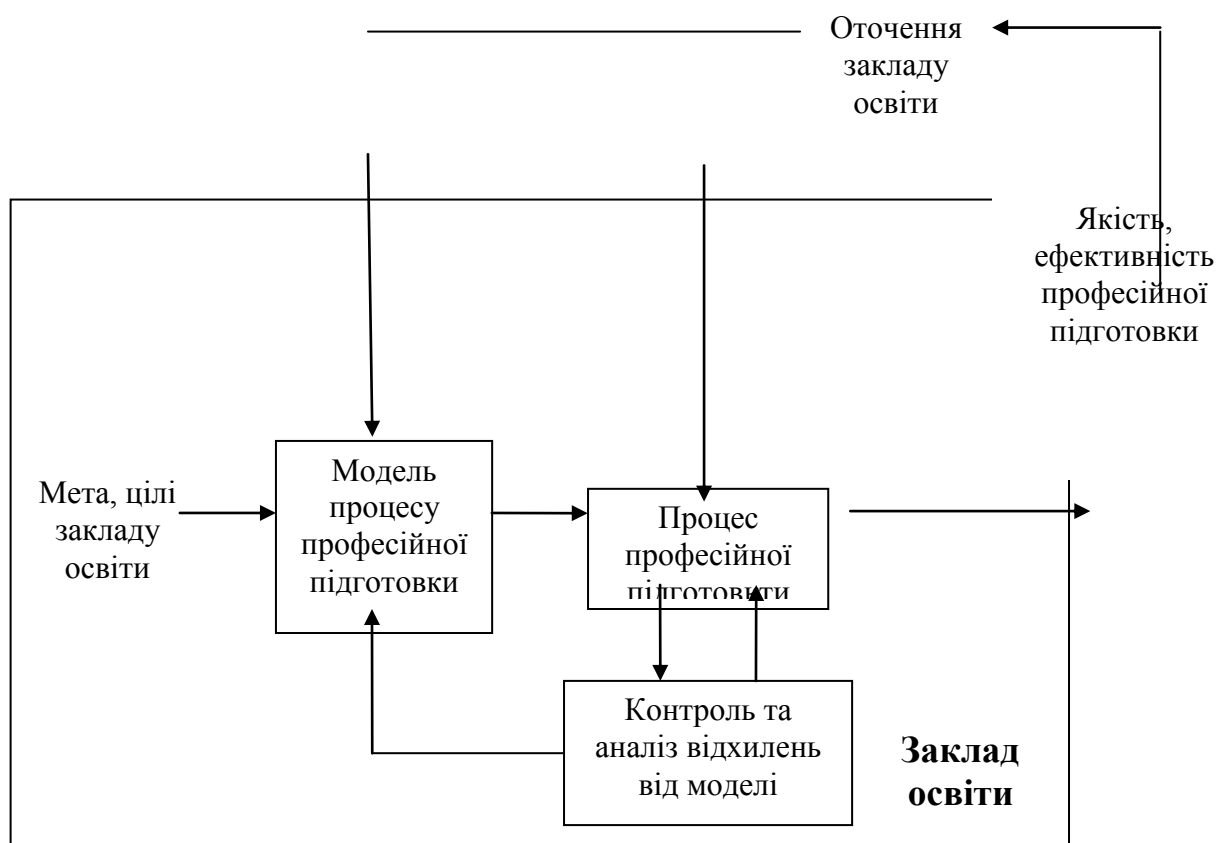 Оточення
закладу
освіти
Якість,
ефективність
професійної
підготовки
Мета, цілі
закладу
освіти
Модель
процесу
професійної
підготовки
Процес
професійної
Контроль та
аналіз відхилень
від моделі
Заклад
освіти